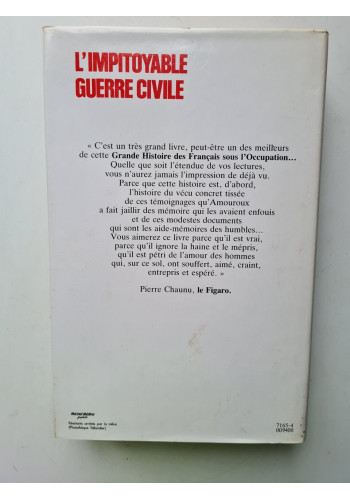 L'IMPITOYABLE
GUERRE CIVILE
« C'est un très grand livre, peut-être un des meilleurs
de cette Grande Histoire des Français sous l'Occupation...
Quelle que soit l'étendue de vos lectures,
vous n'aurez jamais l'impression de déjà vu.
Parce que cette histoire est, d'abord,
l'histoire du vécu concret tissée
de ces témoignages qu'Amouroux
a fait jaillir des mémoire qui les avaient enfouis
et de ces modestes documents
qui sont les aide-mémoires des humbles...
Vous aimerez ce livre parce qu'il est vrai,
parce qu'il ignore la haine et le mépris,
qu'il est pétri de l'amour des hommes
qui, sur ce sol, ont souffert, aimé, craint,
entrepris et espéré. »
Pierre Chaunu, le Figaro.
7165-4
009400
par la milice